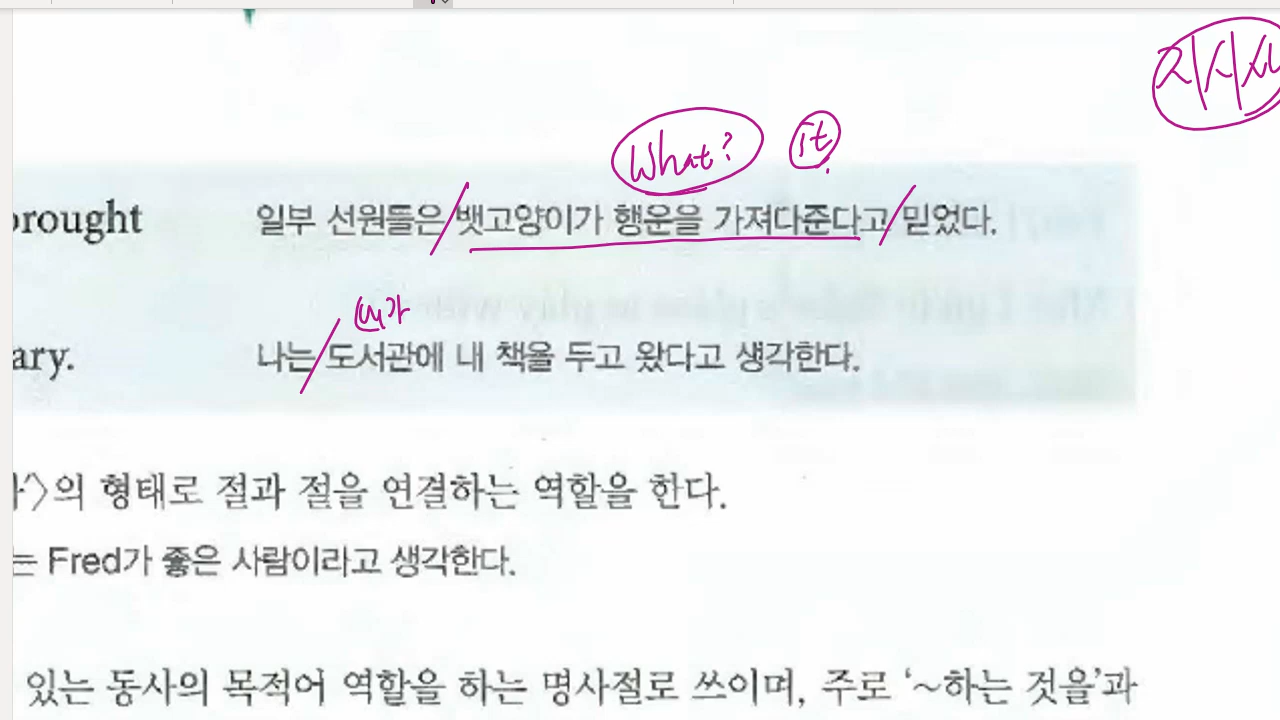 지시사
What? it
brought 일부 선원들은 뱃고양이가 행운을 가져다준다고 믿었다.
내가
ary. 나는 도서관에 내 책을 두고 왔다고 생각한다.
〉의 형태로 절과 절을 연결하는 역할을 한다.
는 Fred가 좋은 사람이라고 생각한다.
있는 동사의 목적어 역할을 하는 명사절로 쓰이며, 주로 '~하는 것을'과